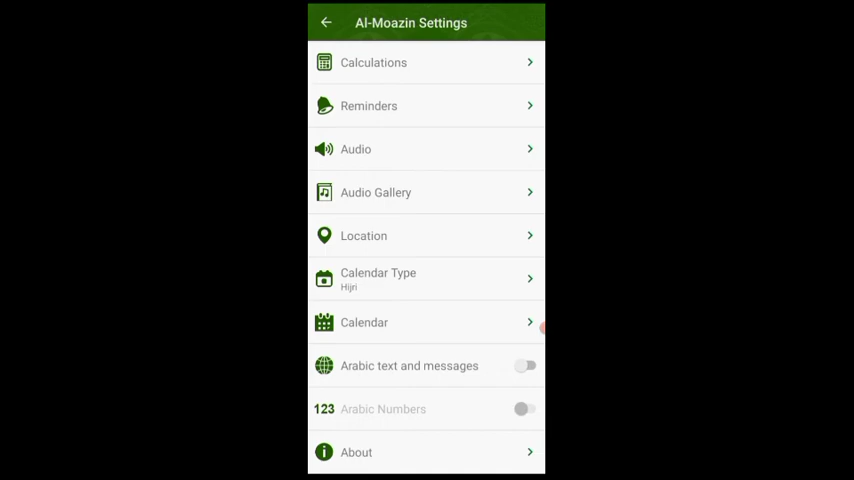 Al-Moazin Settings
Calculations
Reminders
Audio
Audio Gallery
Location
Calendar Type
Hijri
Calendar
Arabic text and messages
123 Arabic Numbers
About